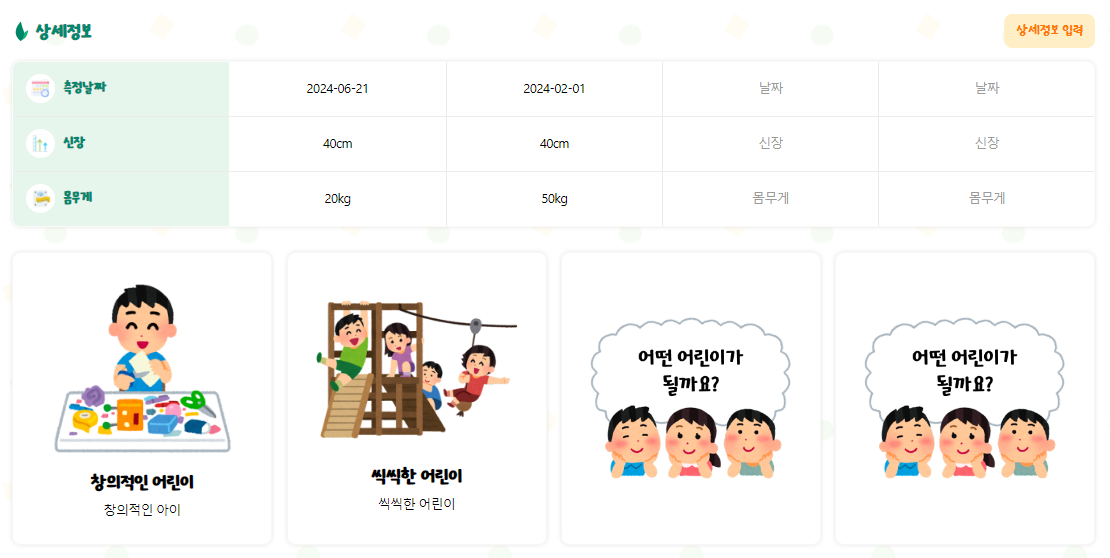 상세정보
상세정보 입력
측정날짜 2024-06-21 2024-02-01 날짜 날짜
신장 40cm 40cm 신장 신장
몸무게 20kg 50kg 몸무게 몸무게
창의적인 어린이
창의적인 아이
씩씩한 어린이
씩씩한 어린이
어떤 어린이가
될까요?
어떤 어린이가
될까요?